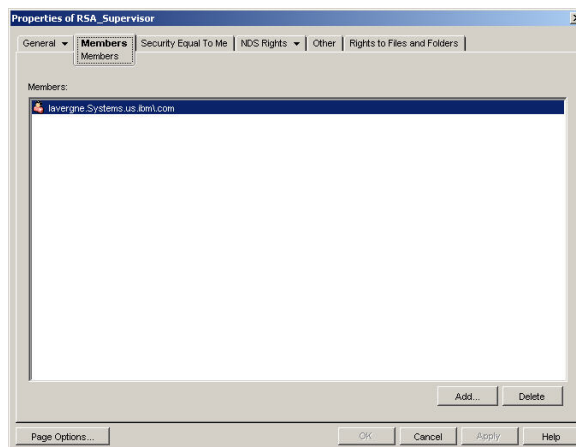 Properties of RSA_Supervisor
General Members Security Equal To Me NDS Rights Other Rights to Files and Folders
Members
Members:
lavergne.Systems.us.ibm\.com
Add... Delete
Page Options... OK Cancel Apply Help